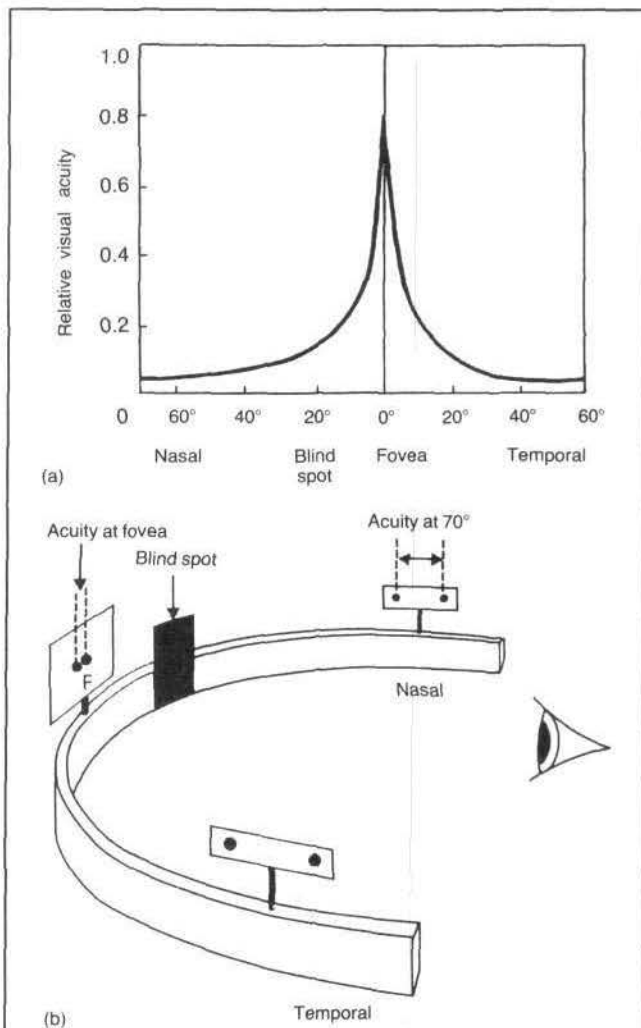 1.0
0.8
0.6
0.4
0.2
Relative visual acuity
0 60° 40° 20° 0° 20° 40° 60°
Nasal Blind spot Fovea Temporal
(a)
Acuity at fovea
Blind spot
Acuity at 70°
F
Nasal
Temporal
(b)